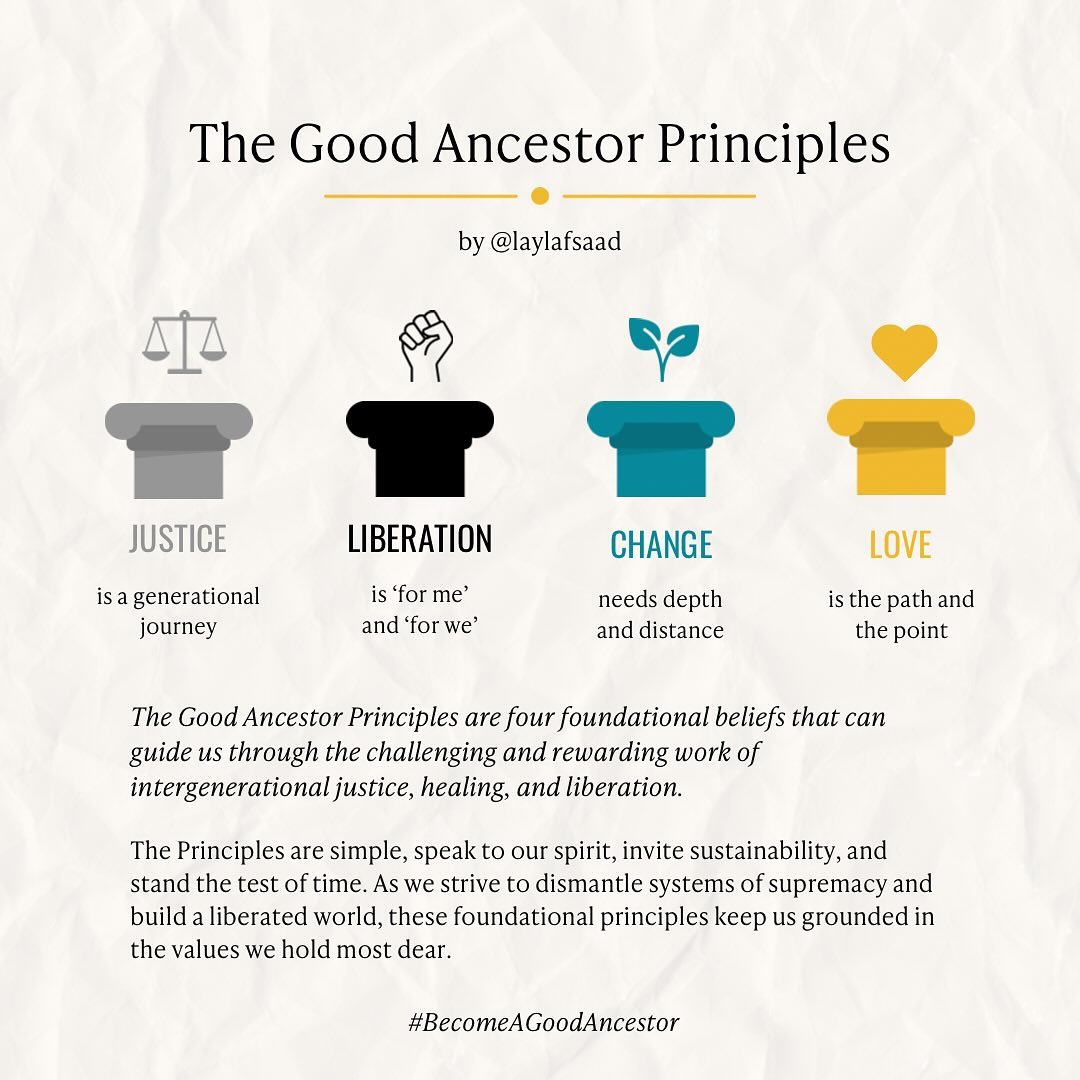 The Good Ancestor Principles
by @laylafsaad
JUSTICE
is a generational
journey
LIBERATION
is ‘for me’
and ‘for we’
CHANGE
needs depth
and distance
LOVE
is the path and
the point
The Good Ancestor Principles are four foundational beliefs that can
guide us through the challenging and rewarding work of
intergenerational justice, healing, and liberation.
The Principles are simple, speak to our spirit, invite sustainability, and
stand the test of time. As we strive to dismantle systems of supremacy and
build a liberated world, these foundational principles keep us grounded in
the values we hold most dear.
#BecomeAGoodAncestor